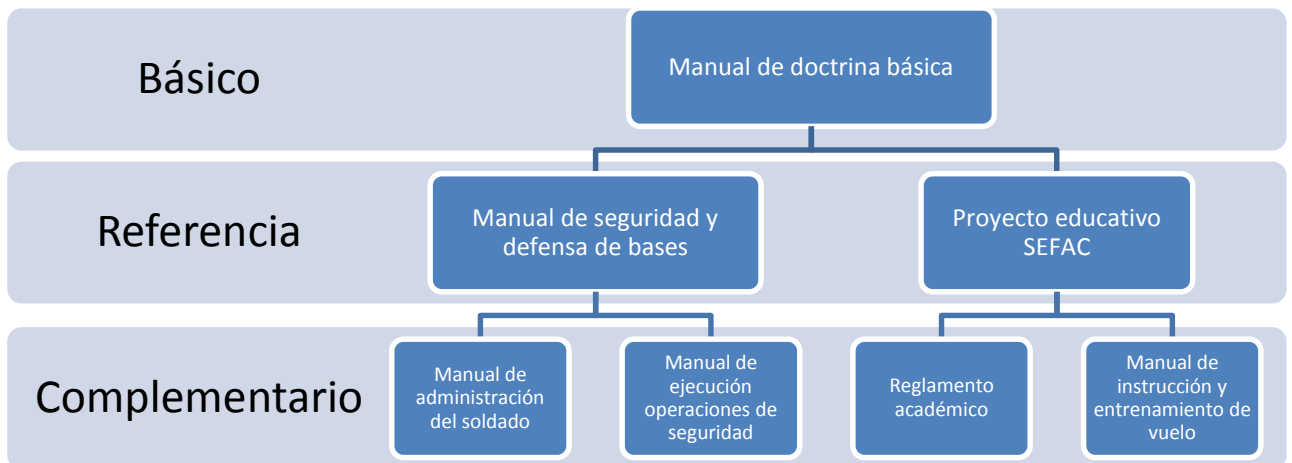 Básico
Manual de doctrina básica
Referencia
Manual de seguridad y
defensa de bases
Proyecto educativo
SEFAC
Complementario
Manual de
administración
del soldado
Manual de
ejecución
operaciones de
seguridad
Reglamento
académico
Manual de
instrucción y
entrenamiento de
vuelo